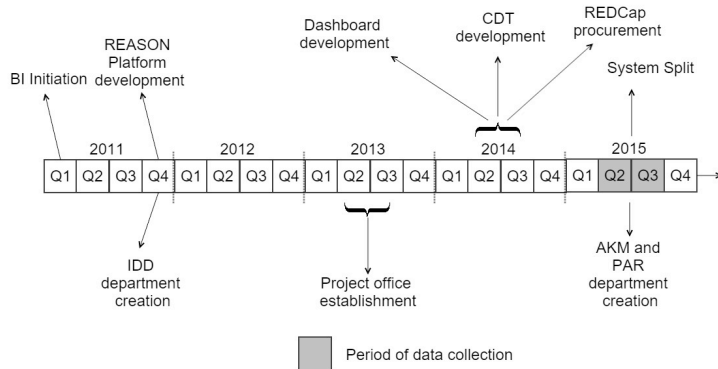 BI Initiation
REASON
Platform
development
Dashboard
development
CDT
development
REDCap
procurement
System Split
2011
2012
2013
2014
2015
Q1 Q2 Q3 Q4 Q1 Q2 Q3 Q4 Q1 Q2 Q3 Q4 Q1 Q2 Q3 Q4 Q1 Q2 Q3 Q4
IDD
department
creation
Project office
establishment
AKM and
PAR
department
creation
Period of data collection